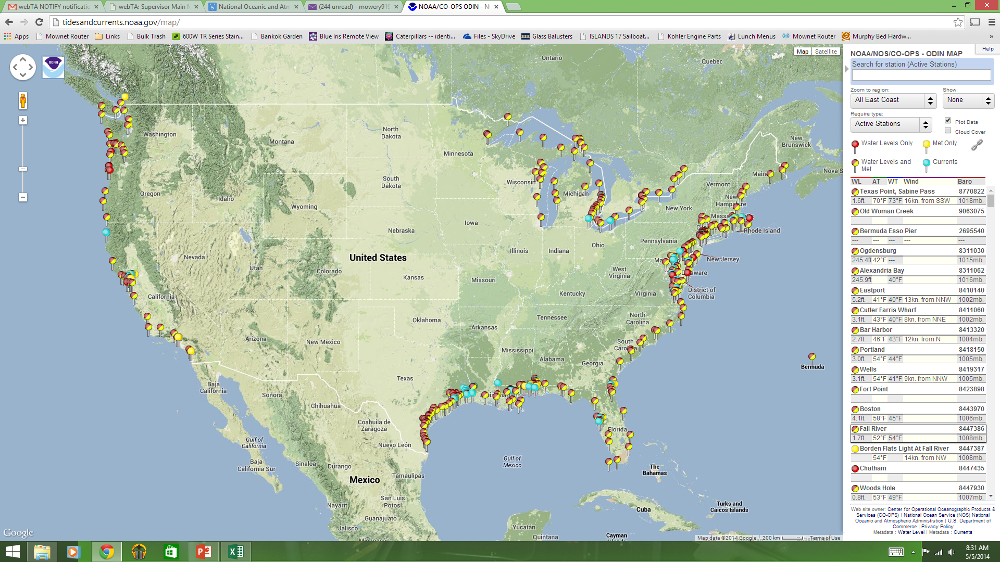 webTA NOTIFY notificatio
webTA: Supervisor Main M
National Oceanic and Atm
(244 unread) - mowery919
NOAA/CO-OPS ODIN - N
tidesandcurrents.noaa.gov/map/
Apps
Mownet Router
Links
Bulk Trash
600W TR Series Stain...
Bankok Garden
Blue Iris Remote View
Caterpillars -- identi...
Files - SkyDrive
Glass Balusters
ISLANDS 17 Sailboat...
Kohler Engine Parts
Lunch Menus
Mownet Router
Murphy Bed Hardw...
»
NOAA
Map
Satellite
Ontario
Quebec
New Brunswick
Nova S
Washington
Montana
North Dakota
Minnesota
South Dakota
Wisconsin
Michigan
Vermont
Maine
New Hampshire
Massa
Rhode Island
New York
Oregon
Idaho
Wyoming
Nebraska
Iowa
Illinois
Indiana
Ohio
Pennsylvania
New Jersey
Delaware
District of Columbia
Nevada
Utah
Colorado
United States
Kansas
Missouri
West Virginia
Virginia
Kentucky
California
Arizona
New Mexico
Oklahoma
Arkansas
Tennessee
North Carolina
South Carolina
Mississippi
Alabama
Georgia
Texas
Louisiana
Florida
Bermuda
Baja California
Sonora
Chihuahua
Coahuila de Zaragoza
Nuevo León
Gulf of California
Baja California Sur
Sinaloa
Durango
Tamaulipas
Mexico
Gulf of Mexico
The Bahamas
San Luis Potosí
Nayarit
Guanajuato
Jalisco
Michoacán
Yucatán
Quintana
Cuba
Cayman Islands
Turks and Caicos Islands
Google
Map data ©2014 Google
200 km
Terms of Use
Help
NOAA/NOS/CO-OPS - ODIN MAP
Search for station (Active Stations)
Zoom to region:
Show:
All East Coast
None
Require type:
Active Stations
Plot Data
Cloud Cover
Water Levels Only
Met Only
Water Levels and Met
Currents
WL AT WT Wind Baro
Texas Point, Sabine Pass 8770822
1.6ft. 70°F 73°F 16kn. from SSW 1018mb.
Old Woman Creek 9063075
Bermuda Esso Pier 2695540
--- --- --- --- ---
Ogdensburg 8311030
245.4ft 42°F --- 1015mb.
Alexandria Bay 8311062
245.9ft 40°F 1016mb.
Eastport 8410140
5.2ft. 41°F 40°F 13kn. from NNW 1002mb.
Cutler Farris Wharf 8411060
3.1ft. 43°F 40°F 8kn. from NNE 1002mb.
Bar Harbor 8413320
2.7ft. 46°F 43°F 12kn. from N 1004mb.
Portland 8418150
3.0ft. 54°F 44°F 1005mb.
Wells 8419317
3.1ft. 54°F 41°F 9kn. from NNW 1005mb.
Fort Point 8423898
Boston 8443970
4.1ft. 58°F 45°F 1006mb.
Fall River 8447386
1.7ft. 52°F 54°F 1008mb.
Borden Flats Light At Fall River 8447387
54°F 14kn. from NW 1008mb.
Chatham 8447435
Woods Hole 8447930
0.8ft. 53°F 49°F 1007mb.
Web site owner: Center for Operational Oceanographic Products &
Services (CO-OPS) | National Ocean Service (NOS) National
Oceanic and Atmospheric Administration | U.S. Department of
Commerce | Privacy Policy
Metadata : Water Level | Metadata : Currents
8:31 AM
5/5/2014